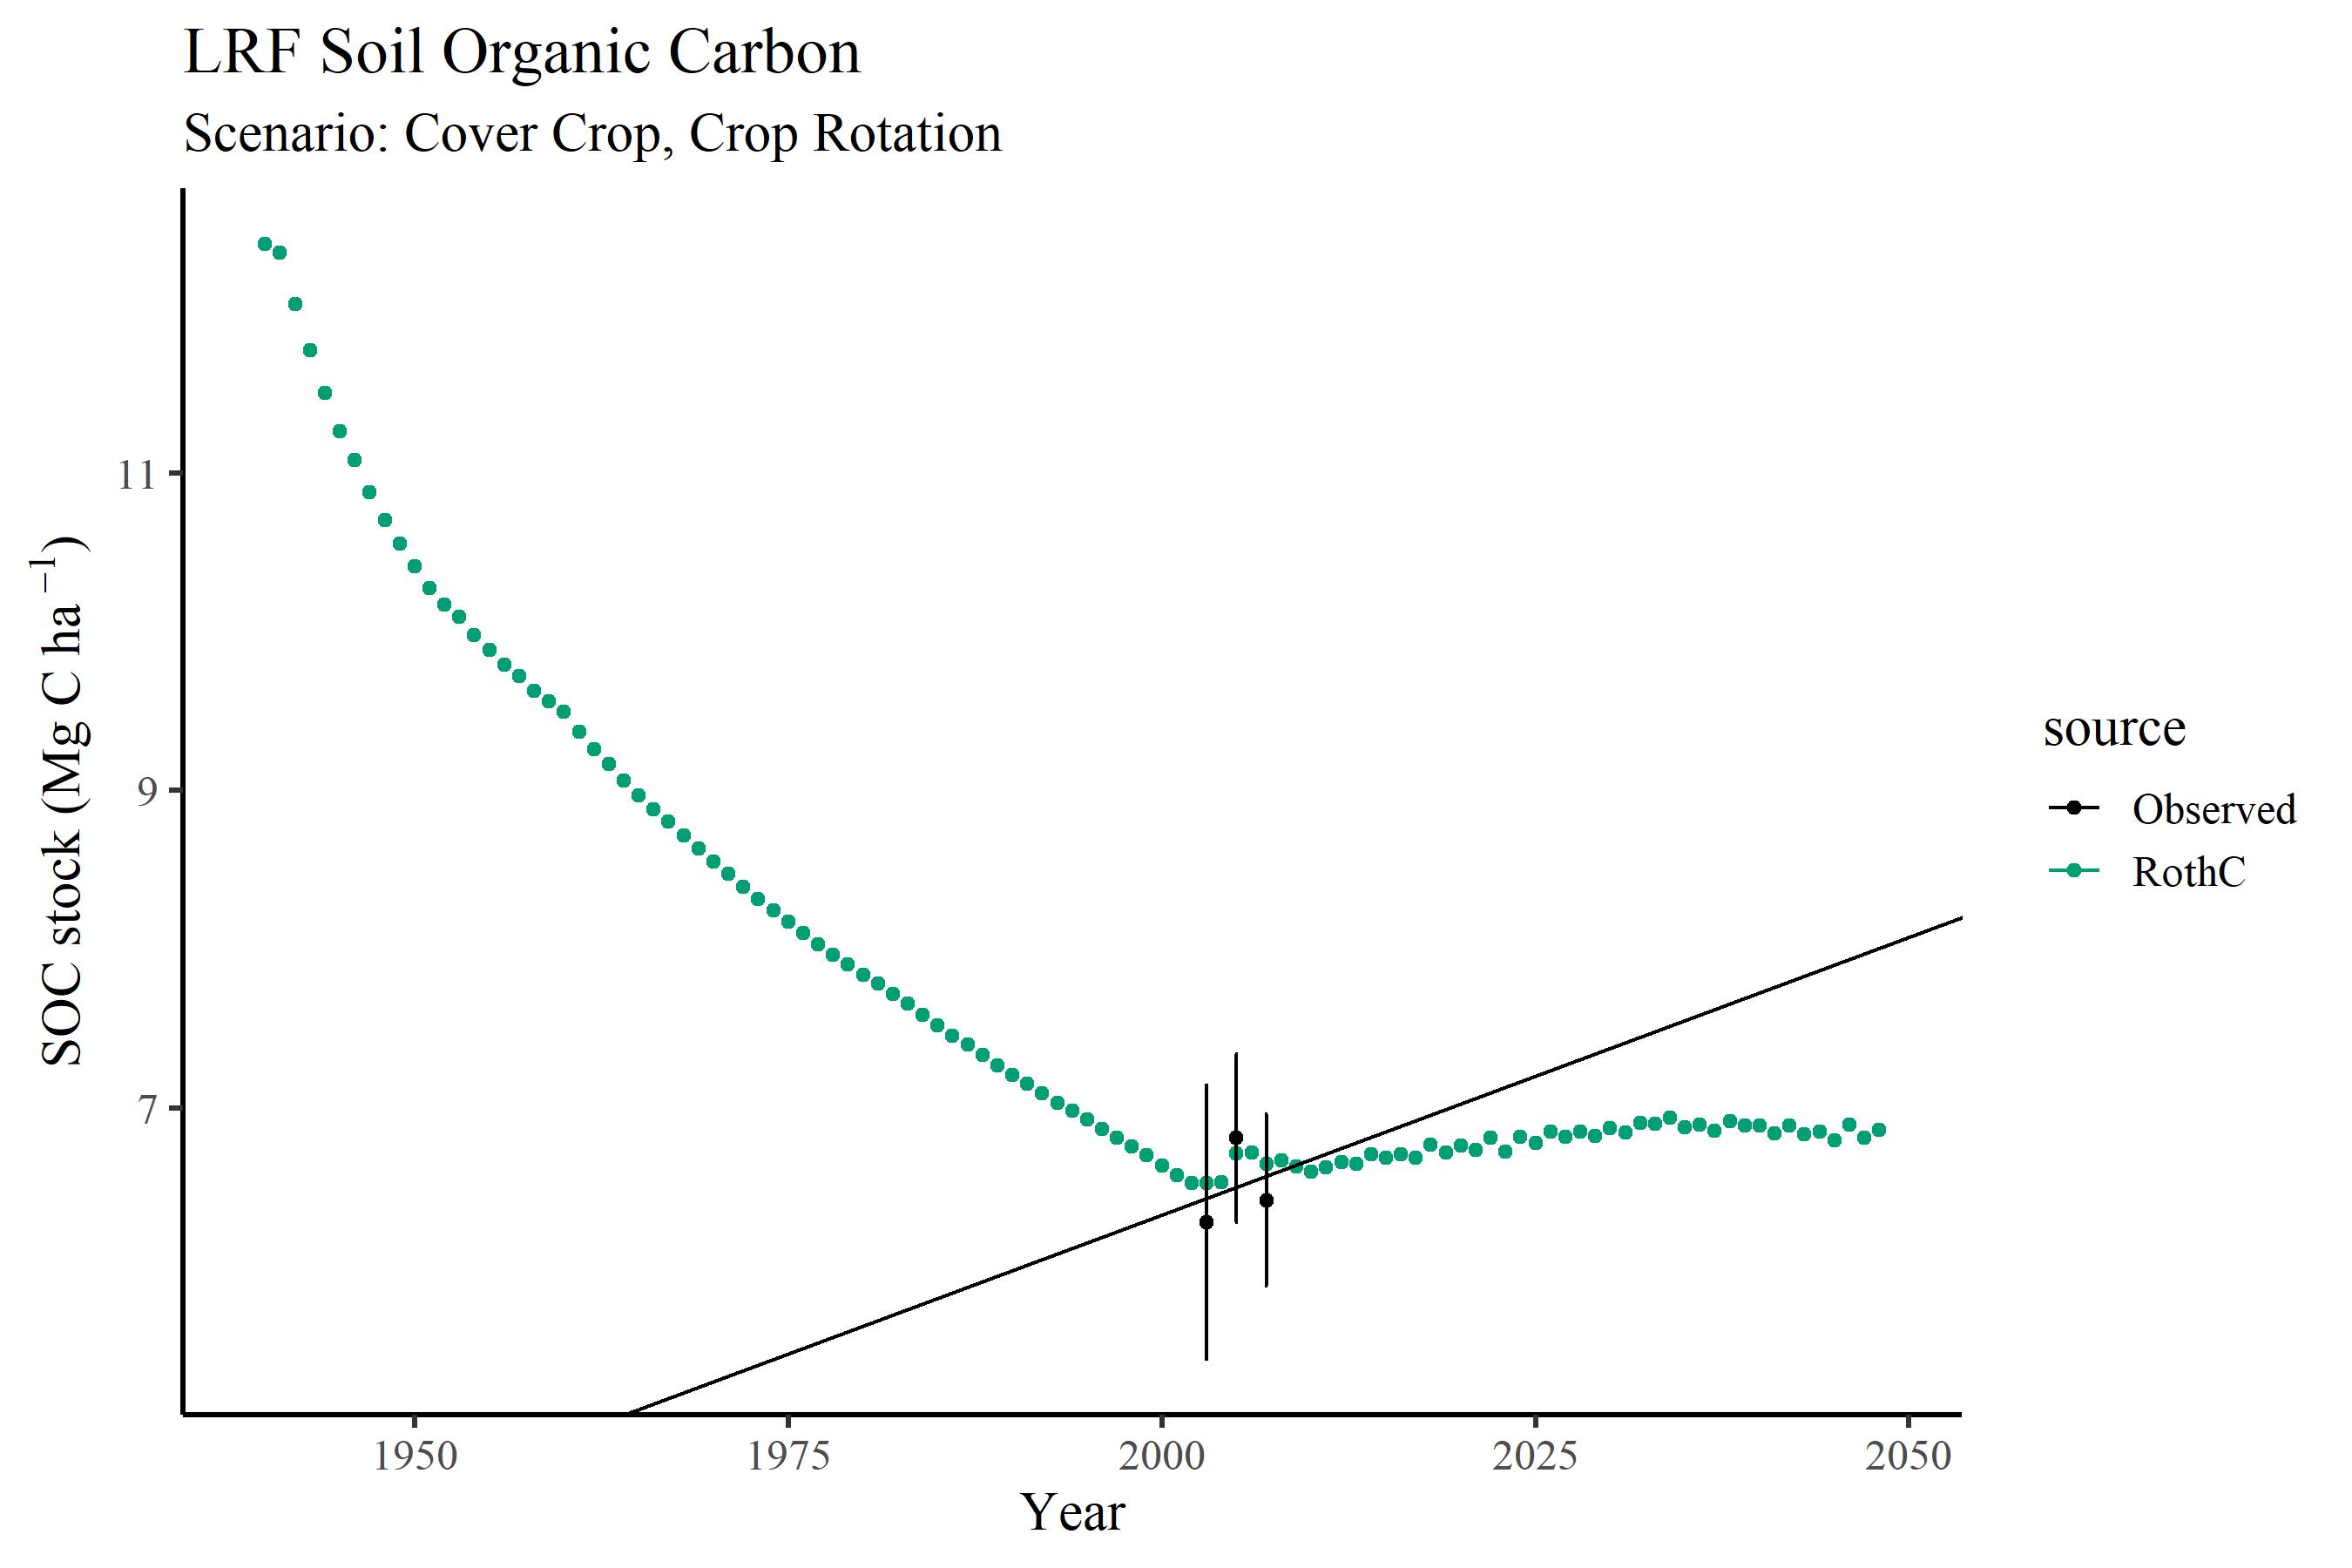 LRF Soil Organic Carbon
Scenario: Cover Crop, Crop Rotation
SOC stock (Mg C ha⁻¹)
11
9
7
1950
1975
2000
2025
2050
Year
source
Observed
RothC